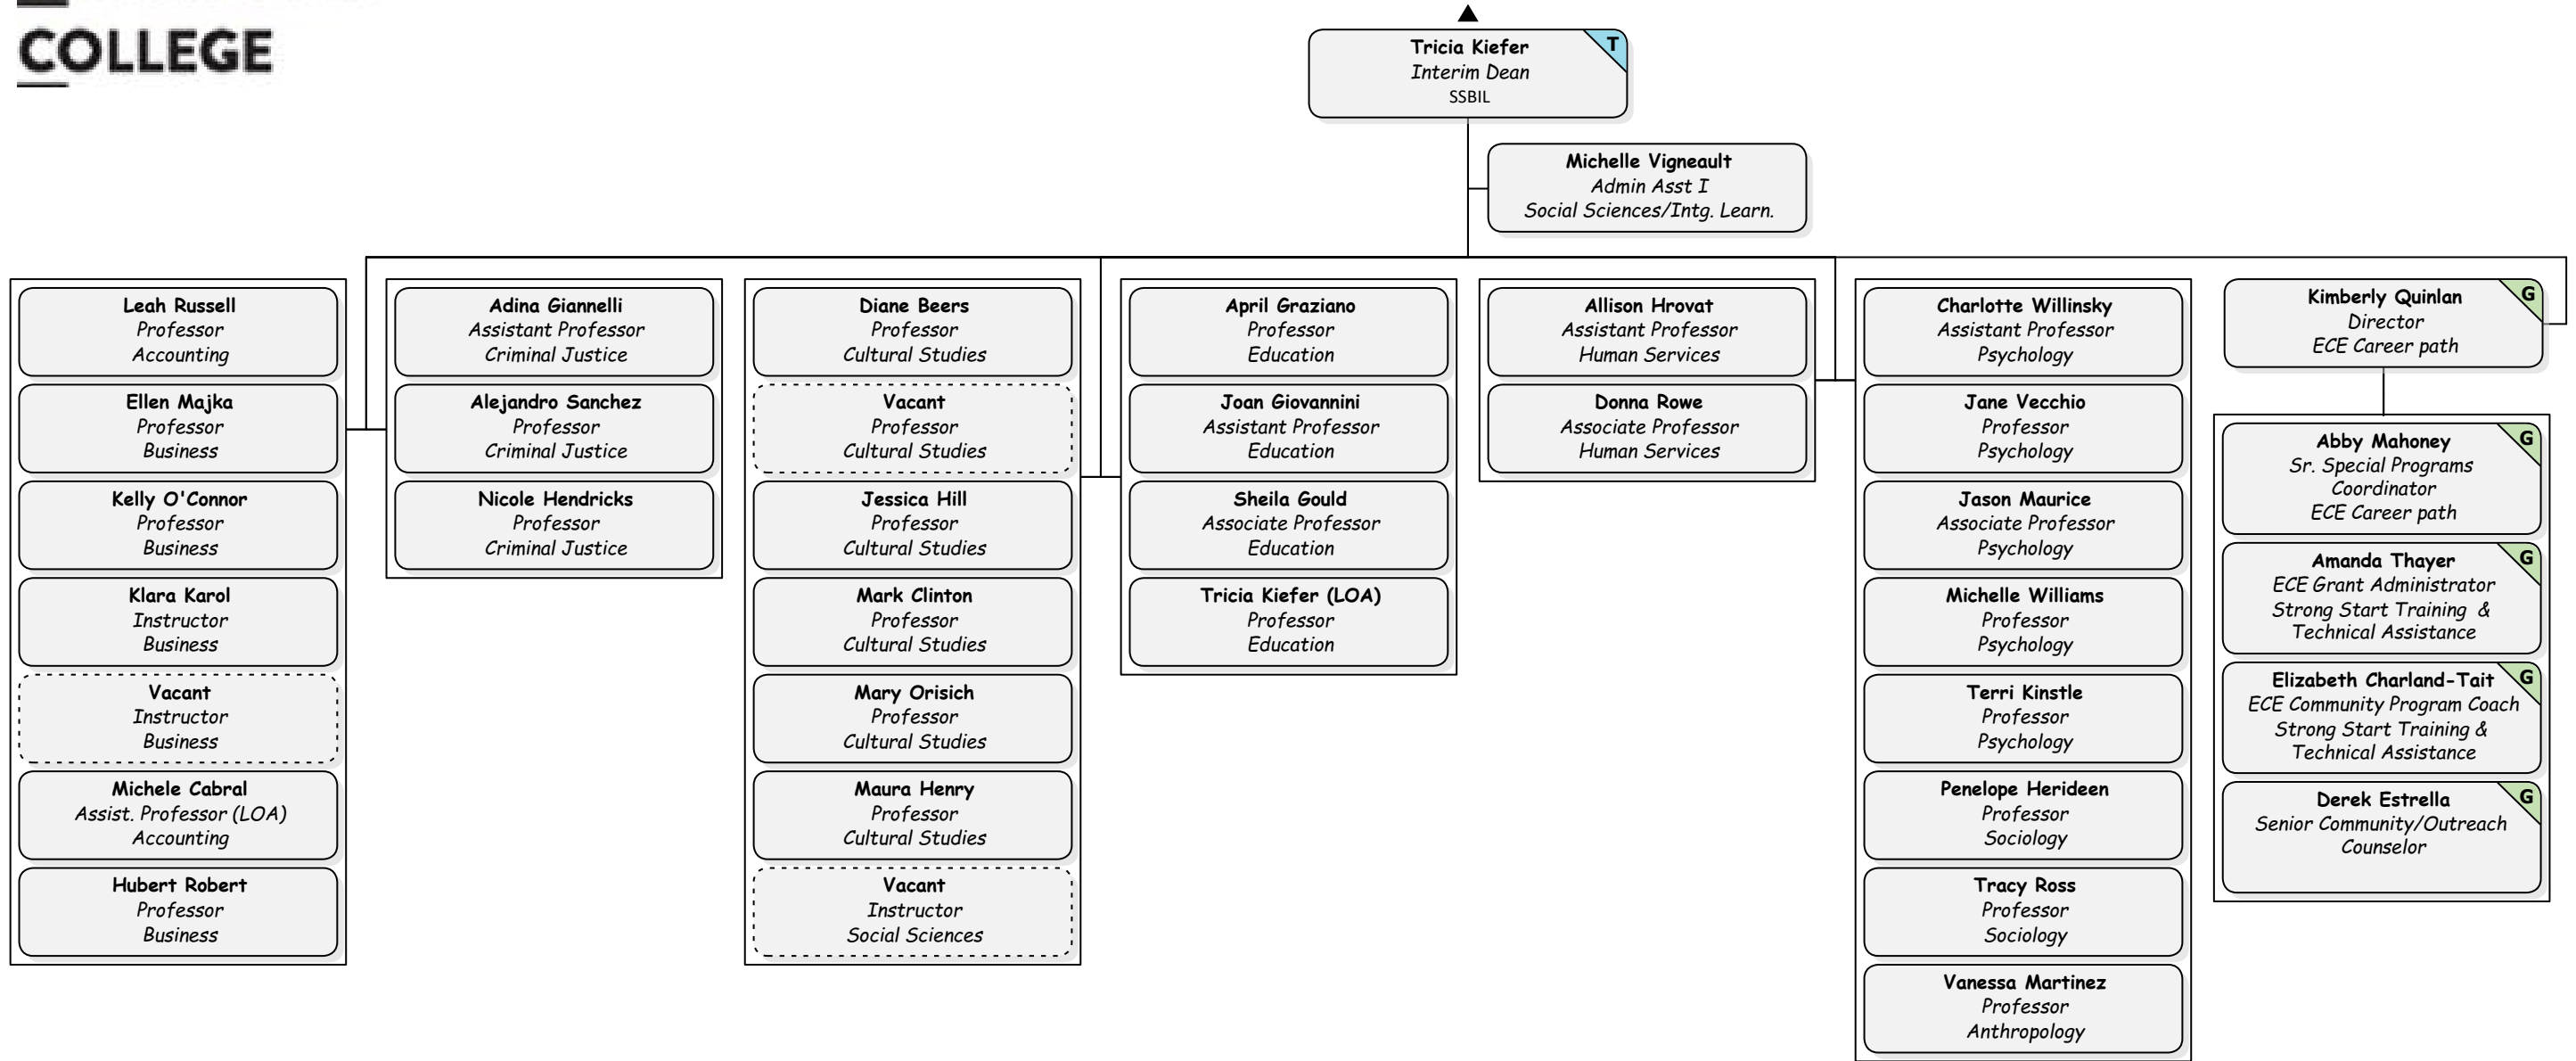 COLLEGE
T
Tricia Kiefer
Interim Dean
SSBIL
Michelle Vigneault
Admin Asst I
Social Sciences/Intg. Learn.
Leah Russell
Professor
Accounting
Ellen Majka
Professor
Business
Kelly O'Connor
Professor
Business
Klara Karol
Instructor
Business
Vacant
Instructor
Business
Michele Cabral
Assist. Professor (LOA)
Accounting
Hubert Robert
Professor
Business
Adina Giannelli
Assistant Professor
Criminal Justice
Alejandro Sanchez
Professor
Criminal Justice
Nicole Hendricks
Professor
Criminal Justice
Diane Beers
Professor
Cultural Studies
Vacant
Professor
Cultural Studies
Jessica Hill
Professor
Cultural Studies
Mark Clinton
Professor
Cultural Studies
Mary Orisich
Professor
Cultural Studies
Maura Henry
Professor
Cultural Studies
Vacant
Instructor
Social Sciences
April Graziano
Professor
Education
Joan Giovannini
Assistant Professor
Education
Sheila Gould
Associate Professor
Education
Tricia Kiefer (LOA)
Professor
Education
Allison Hrovat
Assistant Professor
Human Services
Donna Rowe
Associate Professor
Human Services
Charlotte Willinsky
Assistant Professor
Psychology
Jane Vecchio
Professor
Psychology
Jason Maurice
Associate Professor
Psychology
Michelle Williams
Professor
Psychology
Terri Kinstle
Professor
Psychology
Penelope Herideen
Professor
Sociology
Tracy Ross
Professor
Sociology
Vanessa Martinez
Professor
Anthropology
G
Kimberly Quinlan
Director
ECE Career path
G
Abby Mahoney
Sr. Special Programs
Coordinator
ECE Career path
G
Amanda Thayer
ECE Grant Administrator
Strong Start Training &
Technical Assistance
G
Elizabeth Charland-Tait
ECE Community Program Coach
Strong Start Training &
Technical Assistance
G
Derek Estrella
Senior Community/Outreach
Counselor